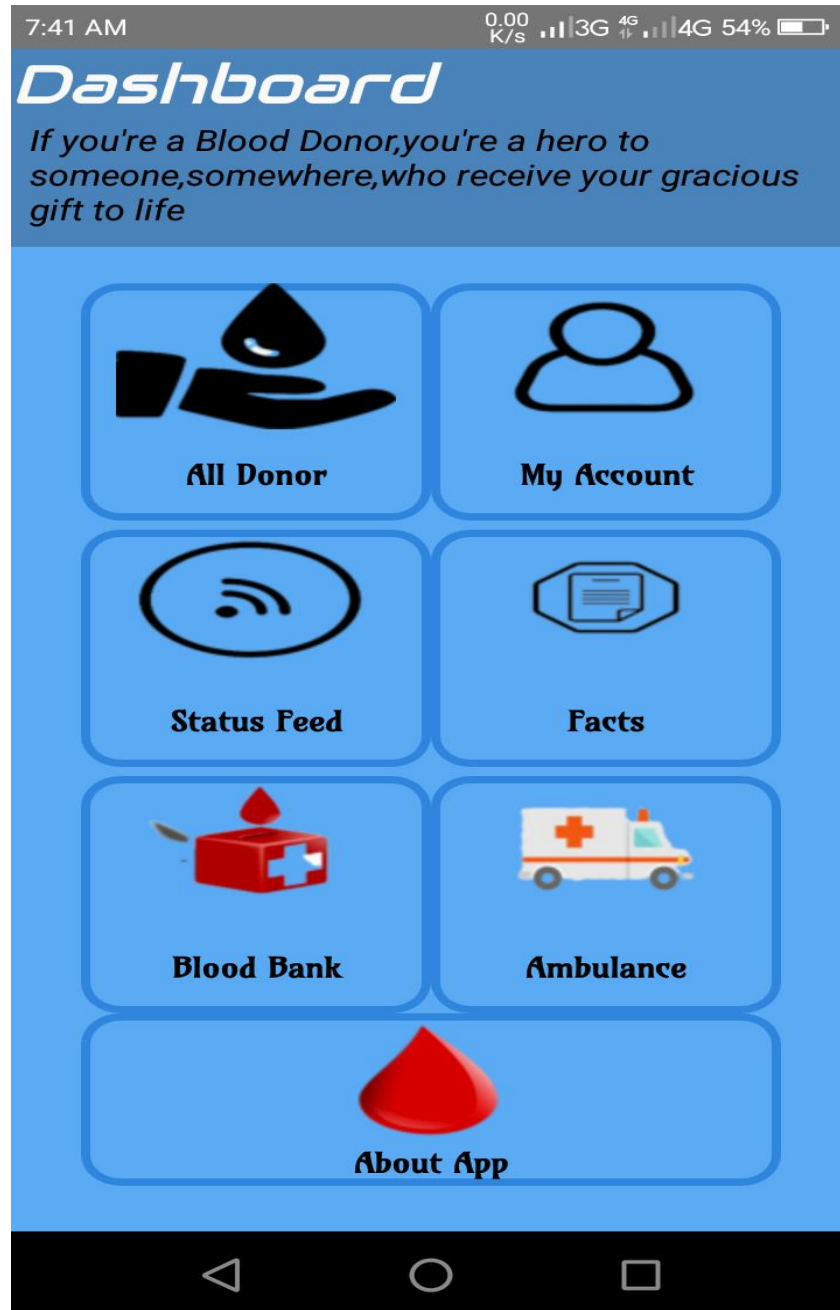 7:41 AM 0.00 K/s 3G 4G 4G 54%
Dashboard
If you're a Blood Donor,you're a hero to
someone,somewhere,who receive your gracious
gift to life
All Donor My Account
Status Feed Facts
Blood Bank Ambulance
About App